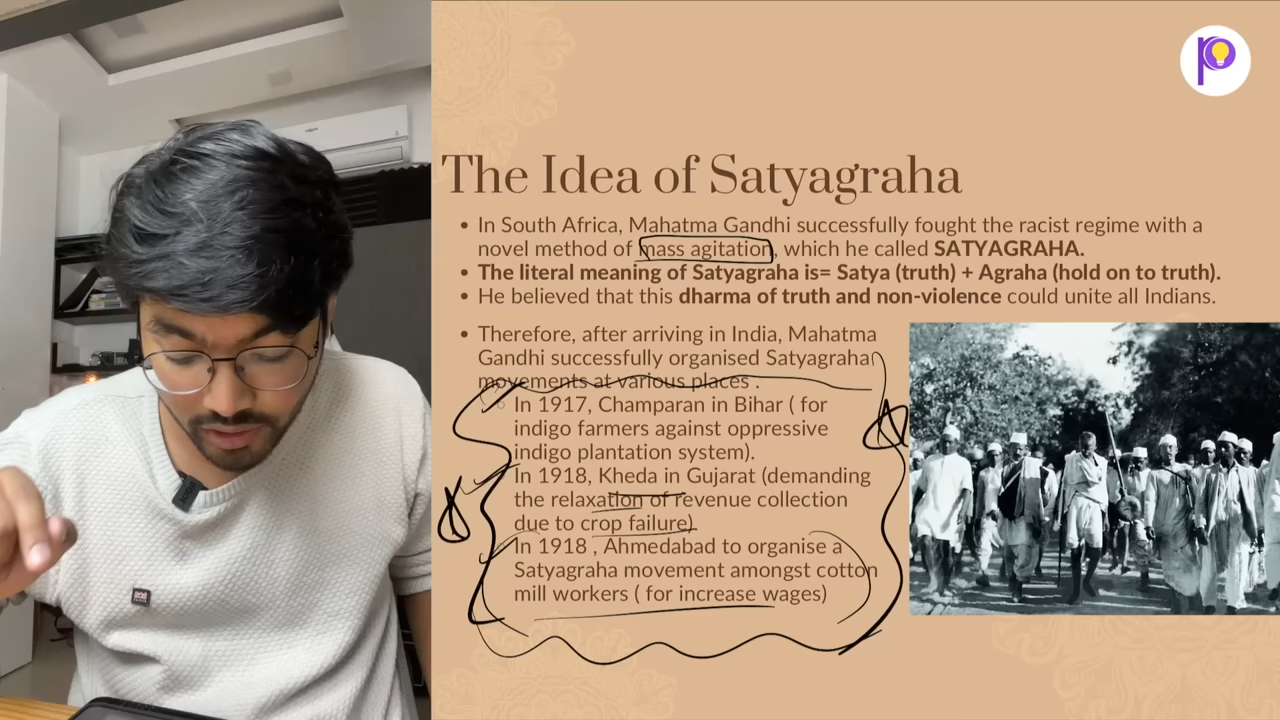 The Idea of Satyagraha
• In South Africa, Mahatma Gandhi successfully fought the racist regime with a
novel method of mass agitation, which he called SATYAGRAHA.
• The literal meaning of Satyagraha is= Satya (truth) + Agraha (hold on to truth).
• He believed that this dharma of truth and non-violence could unite all Indians.
• Therefore, after arriving in India, Mahatma
Gandhi successfully organised Satyagraha
movements at various places .
In 1917, Champaran in Bihar ( for
indigo farmers against oppressive
indigo plantation system).
In 1918, Kheda in Gujarat (demanding
the relaxation of revenue collection
due to crop failure)
In 1918 , Ahmedabad to organise a
Satyagraha movement amongst cotton
mill workers ( for increase wages)